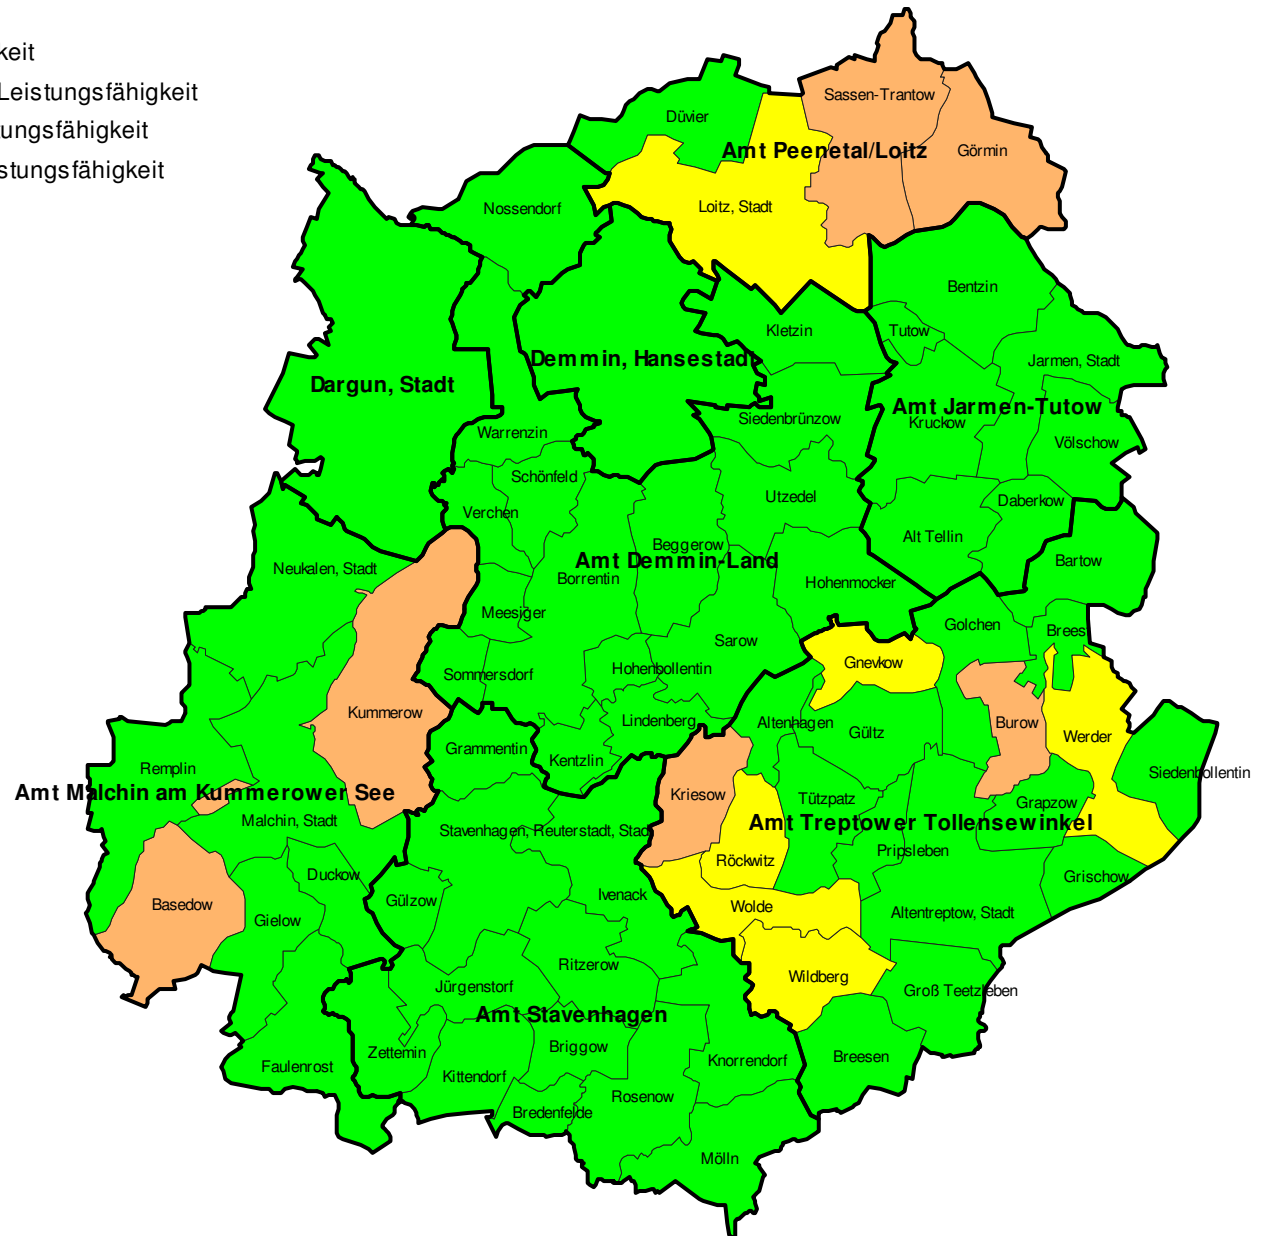 keit
Leistungsfähigkeit
tungsfähigkeit
stungsfähigkeit
Sassen-Trantow
Düvier
Amt Peenetal/Loitz
Görmin
Loitz, Stadt
Nossendorf
Bentzin
Kletzin
Tutow
Demmin, Hansestadt
Jarmen, Stadt
Dargun, Stadt
Amt Jarmen-Tutow
Siedenbrünzow
Kruckow
Warrenzin
Völschow
Schönfeld
Utzedel
Daberkow
Verchen
Alt Tellin
Beggerow
Amt Demmin-Land
Bartow
Neukalen, Stadt
Borrentin
Hohenmocker
Meesiger
Golchen
Brees
Sarow
Gnevkow
Sommersdorf
Hohenbollentin
Kummerow
Lindenberg
Altenhagen
Burow
Gültz
Werder
Grammentin
Kentzlin
Remplin
Siedenbollentin
Amt Malchin am Kummerower See
Kriesow
Tützpatz
Grapzow
Malchin, Stadt
Amt Treptower Tollensewinkel
Stavenhagen, Reuterstadt, Stad
Pripsleben
Röckwitz
Duckow
Grischow
Ivenack
Gülzow
Basedow
Wolde
Gielow
Altentreptow, Stadt
Ritzerow
Wildberg
Jürgenstorf
Groß Teetzleben
Amt Stavenhagen
Briggow
Zettemin
Knorrendorf
Breesen
Faulenrost
Kittendorf
Rosenow
Bredenfelde
Mölln